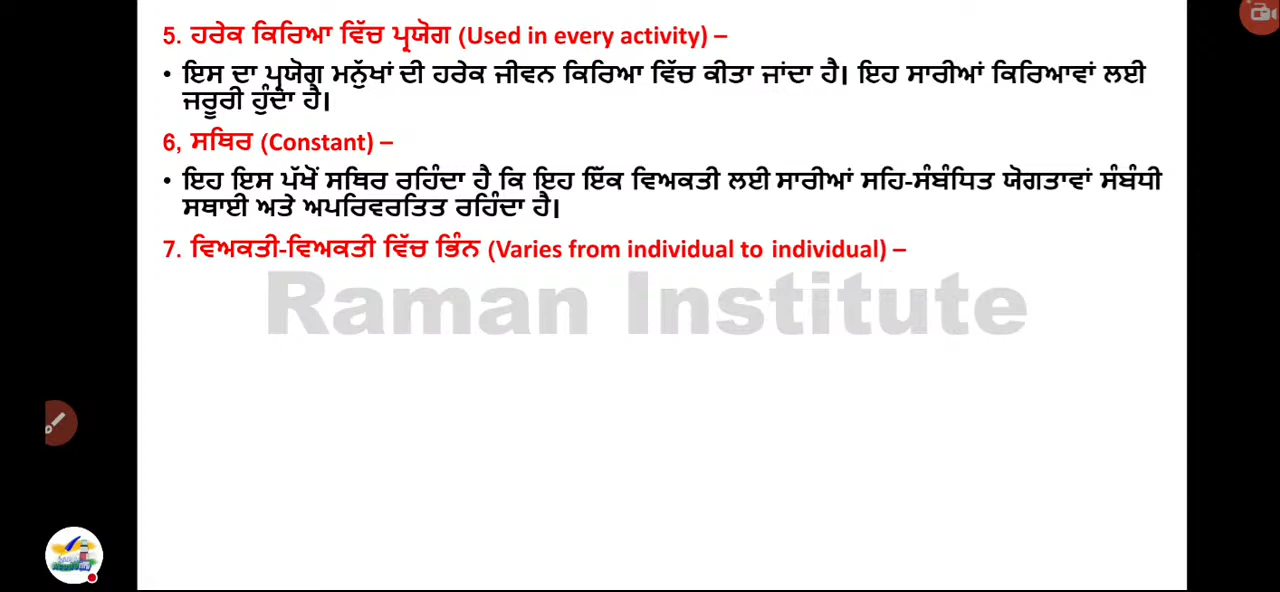 5. ਹਰੇਕ ਕਿਰਿਆ ਵਿੱਚ ਪ੍ਰਯੋਗ (Used in every activity) –
• ਇਸ ਦਾ ਪ੍ਰਯੋਗ ਮਨੁੱਖਾਂ ਦੀ ਹਰੇਕ ਜੀਵਨ ਕਿਰਿਆ ਵਿੱਚ ਕੀਤਾ ਜਾਂਦਾ ਹੈ। ਇਹ ਸਾਰੀਆਂ ਕਿਰਿਆਵਾਂ ਲਈ
ਜਰੂਰੀ ਹੁੰਦਾ ਹੈ।
6, ਸਥਿਰ (Constant) –
• ਇਹ ਇਸ ਪੱਖੋਂ ਸਥਿਰ ਰਹਿੰਦਾ ਹੈ ਕਿ ਇਹ ਇੱਕ ਵਿਅਕਤੀ ਲਈ ਸਾਰੀਆਂ ਸਹਿ-ਸੰਬੰਧਿਤ ਯੋਗਤਾਵਾਂ ਸੰਬੰਧੀ
ਸਥਾਈ ਅਤੇ ਅਪਰਿਵਰਤਿਤ ਰਹਿੰਦਾ ਹੈ।
7. ਵਿਅਕਤੀ-ਵਿਅਕਤੀ ਵਿੱਚ ਭਿੰਨ (Varies from individual to individual) –
Raman Institute